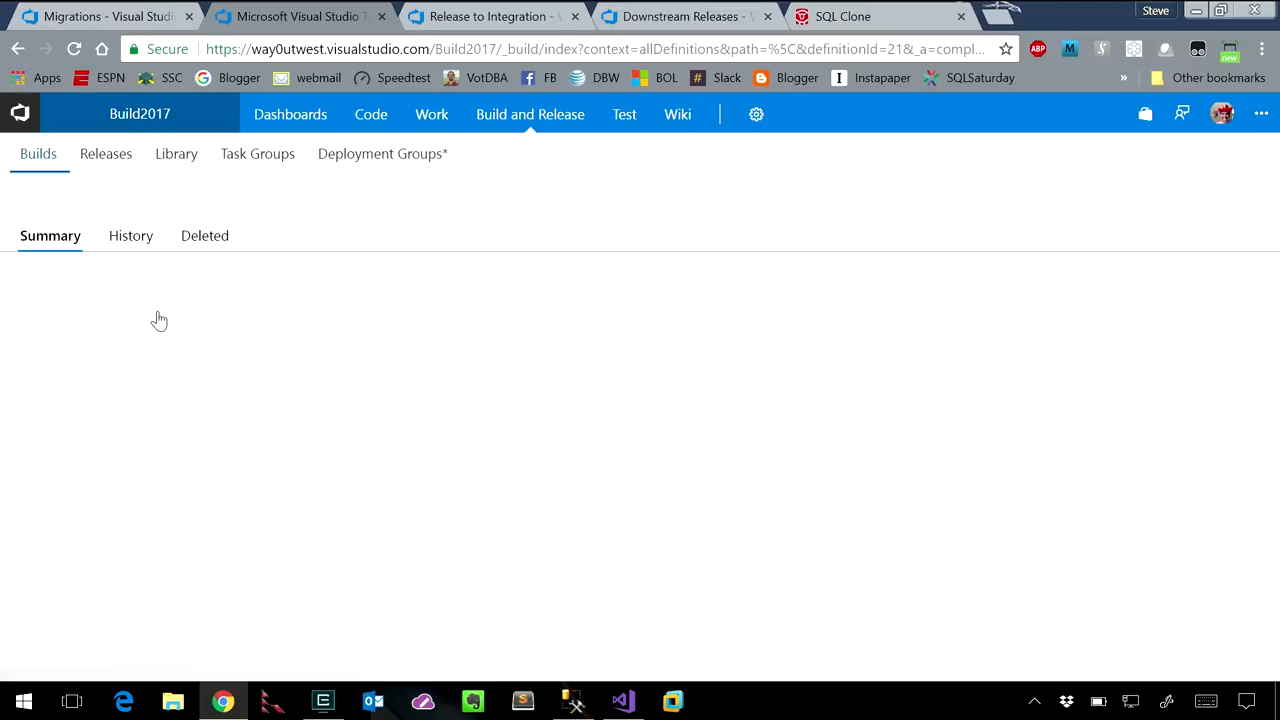 Migrations - Visual Studi
Microsoft Visual Studio T
Release to Integration -
Downstream Releases -
SQL Clone
Steve
Secure
https://way0utwest.visualstudio.com/Build2017/_build/index?context=allDefinitions&path=%5C&definitionId=21&_a=compl...
ABP
M
new
Apps
ESPN
SSC
Blogger
webmail
Speedtest
VotDBA
FB
DBW
BOL
Slack
Blogger
Instapap
SQLSaturday
»
Other bookmarks
Build2017
Dashboards
Code
Work
Build and Release
Test
Wiki
Builds
Releases
Library
Task Groups
Deployment Groups*
Summary
History
Deleted